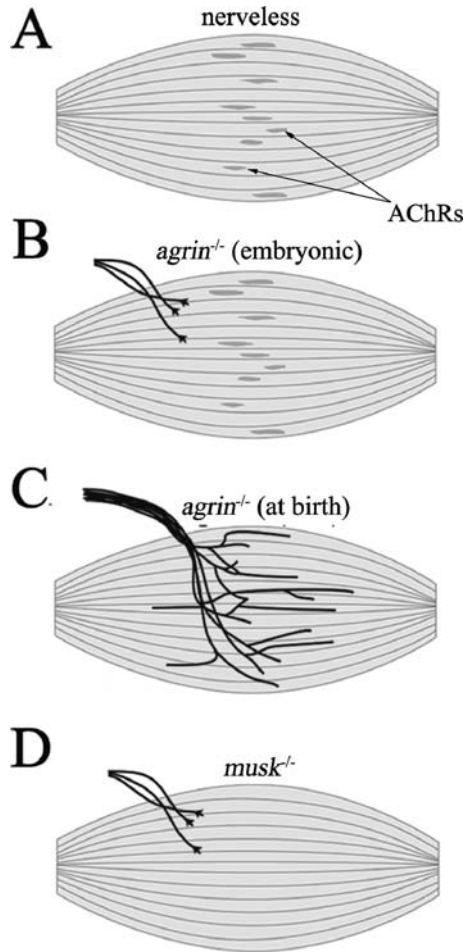 A
nerveless
AChRs
B
agrin-/- (embryonic)
C
agrin-/- (at birth)
D
musk-/-